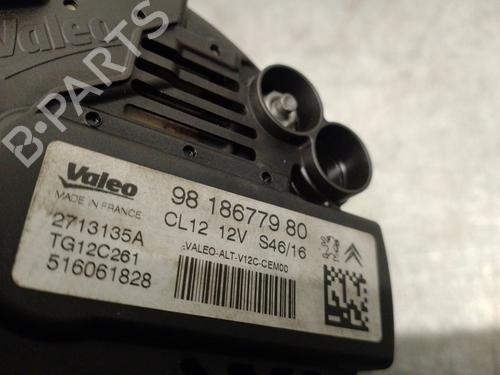 Valeo
B-PARTS
Valeo
MADE IN FRANCE
98 186779 80
CL12 12V S46/16
2713135A
TG12C261
516061828
:VALEO-ALT-V12C-CEM00